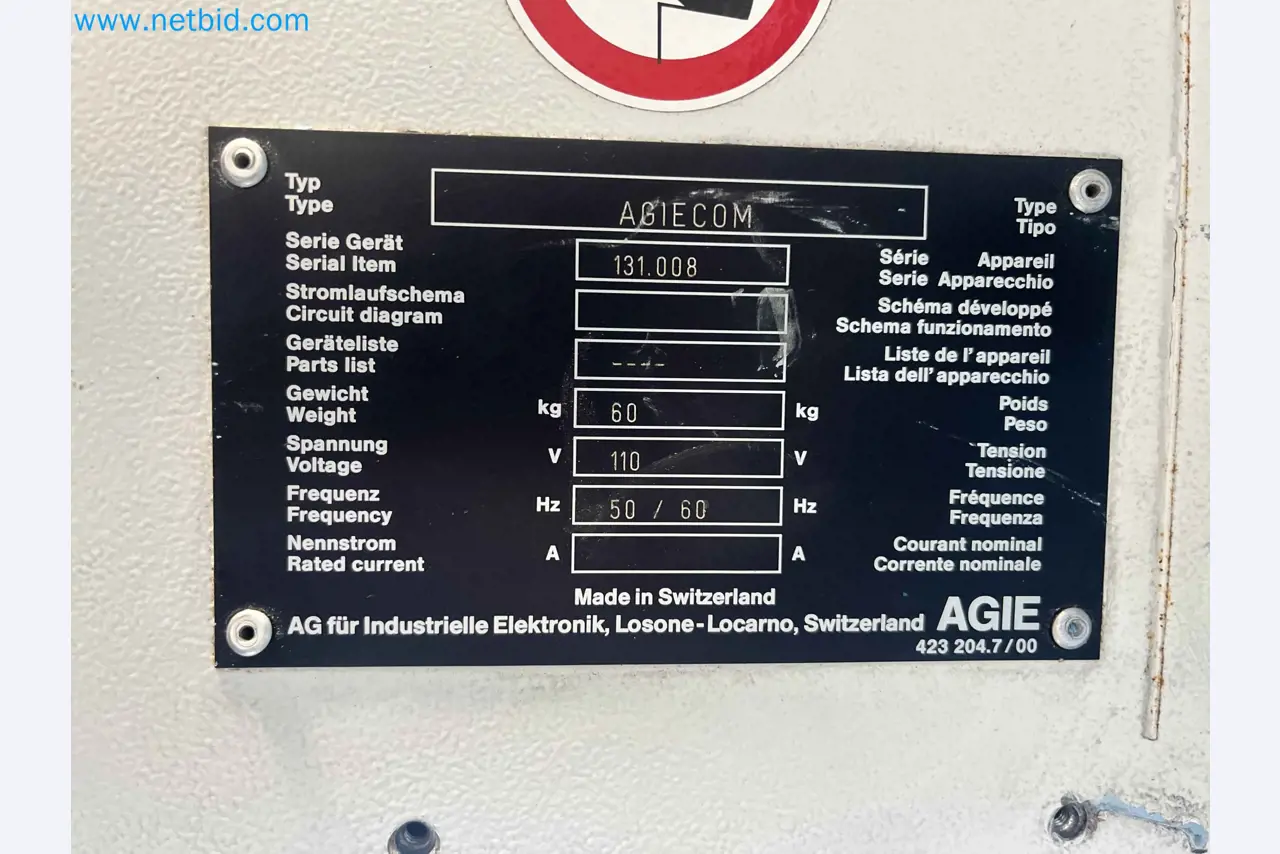 www.netbid.com
Typ
Type
AGIECOM
Type
Tipo
Serie Gerät
Serial Item
131.008
Série Appareil
Serie Apparecchio
Stromlaufschema
Circuit diagram
Schéma développé
Schema funzionamento
Geräteliste
Parts list
----
Liste de l'appareil
Lista dell'apparecchio
Gewicht
Weight
kg
60
kg
Poids
Peso
Spannung
Voltage
V
110
V
Tension
Tensione
Frequenz
Frequency
Hz
50 / 60
Hz
Fréquence
Frequenza
Nennstrom
Rated current
A
A
Courant nominal
Corrente nominale
Made in Switzerland
AG für Industrielle Elektronik, Losone-Locarno, Switzerland
AGIE
423 204.7/00